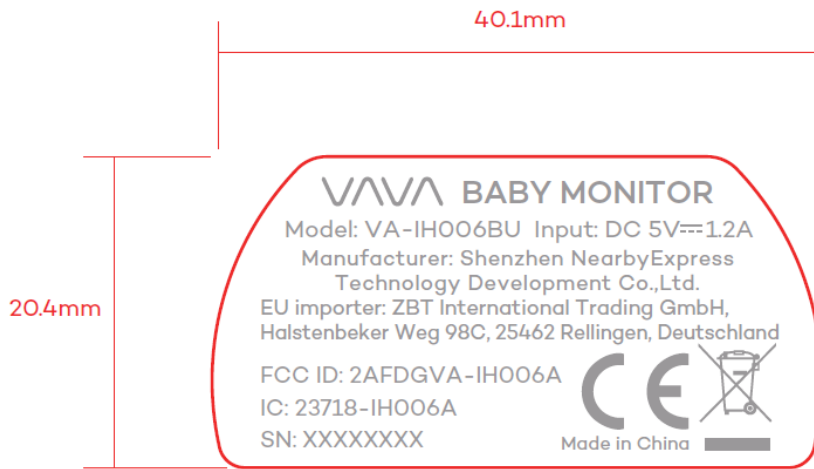 40.1mm
20.4mm
VAVA BABY MONITOR
Model: VA-IH006BU Input: DC 5V⎓1.2A
Manufacturer: Shenzhen NearbyExpress
Technology Development Co.,Ltd.
EU importer: ZBT International Trading GmbH,
Halstenbeker Weg 98C, 25462 Rellingen, Deutschland
FCC ID: 2AFDGVA-IH006A
IC: 23718-IH006A
SN: XXXXXXXX
CE
Made in China